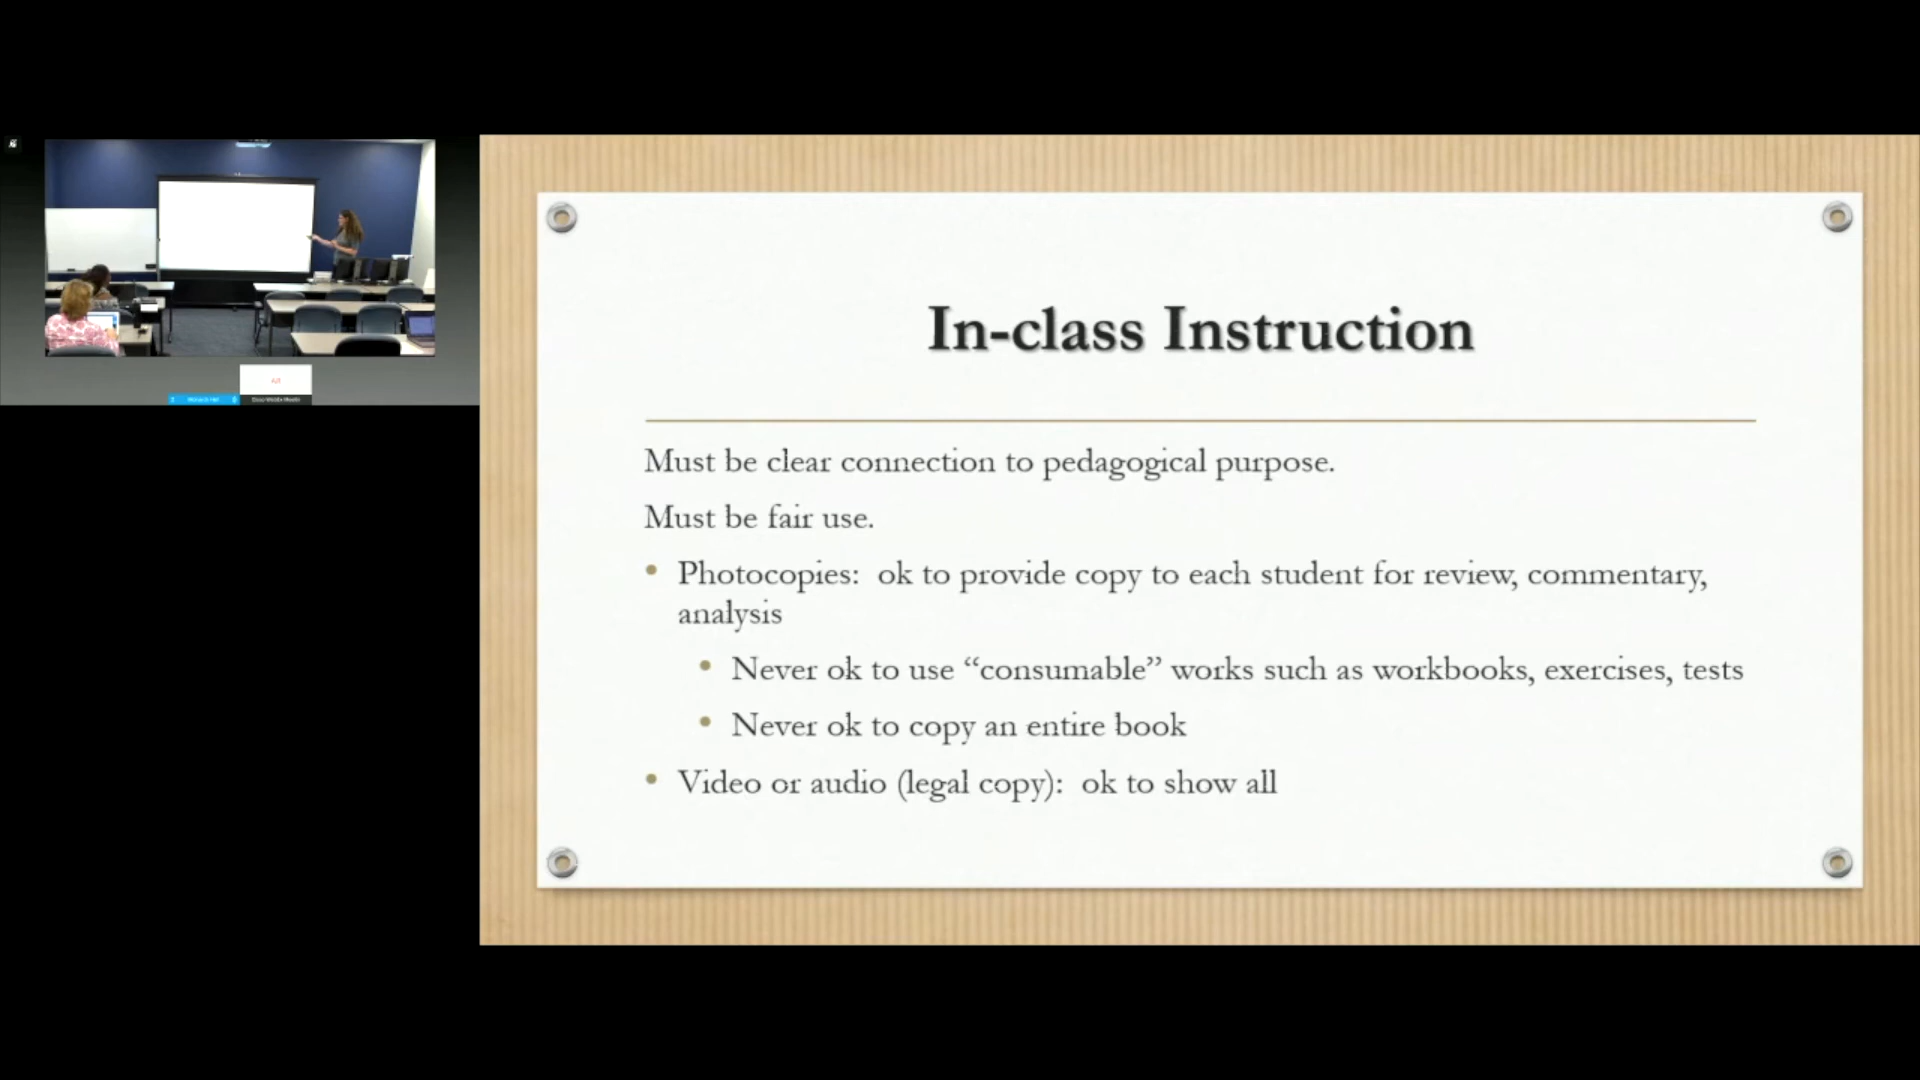 In-class Instruction
Must be clear connection to pedagogical purpose.
Must be fair use.
• Photocopies: ok to provide copy to each student for review, commentary,
analysis
• Never ok to use “consumable” works such as workbooks, exercises, tests
• Never ok to copy an entire book
• Video or audio (legal copy): ok to show all